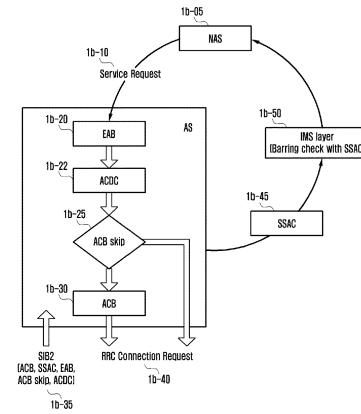 1b-05
NAS
1b-10
Service Request
1b-20
EAB
AS
1b-50
IMS layer
(Barring check with SSAC)
1b-22
ACDC
1b-25
ACB skip
1b-45
SSAC
1b-30
ACB
SIB2
(ACB, SSAC, EAB,
ACB skip, ACDC)
1b-35
RRC Connection Request
1b-40